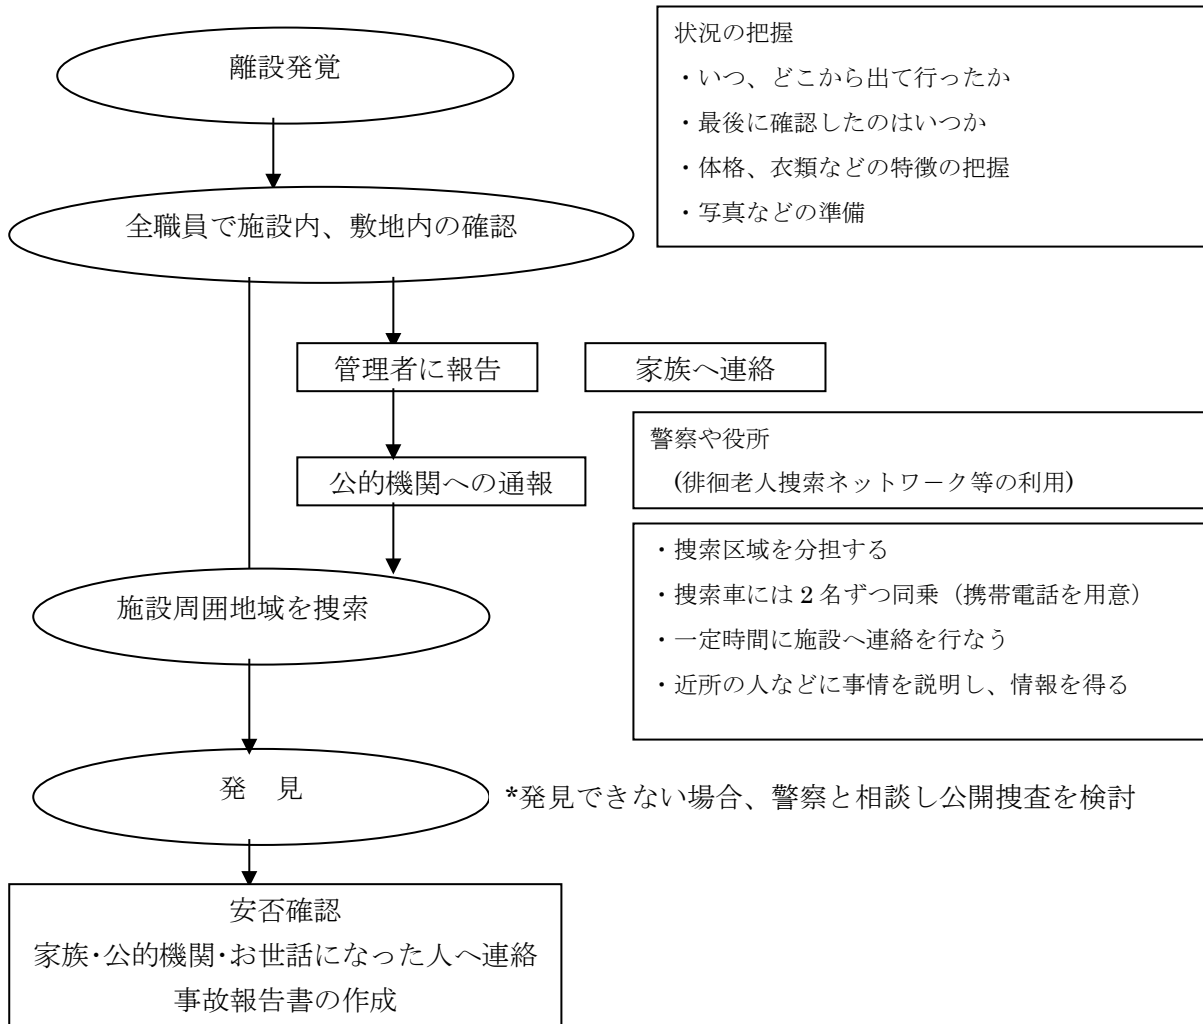 離設発覚
状況の把握
・いつ、どこから出て行ったか
・最後に確認したのはいつか
・体格、衣類などの特徴の把握
・写真などの準備
全職員で施設内、敷地内の確認
管理者に報告
家族へ連絡
公的機関への通報
警察や役所
(徘徊老人捜索ネットワーク等の利用)
・捜索区域を分担する
・捜索車には 2 名ずつ同乗（携帯電話を用意）
・一定時間に施設へ連絡を行なう
・近所の人などに事情を説明し、情報を得る
施設周囲地域を捜索
発　見
*発見できない場合、警察と相談し公開捜査を検討
安否確認
家族･公的機関･お世話になった人へ連絡
事故報告書の作成